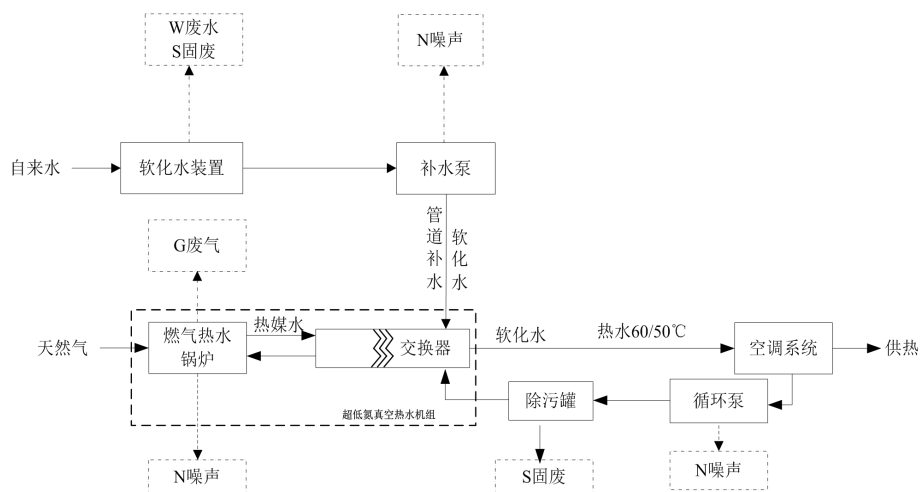 W废水
S固废
N噪声
自来水
软化水装置
补水泵
管道补水
软化水
G废气
天然气
燃气热水
锅炉
热媒水
交换器
软化水
热水60/50℃
空调系统
供热
超低氮真空热水机组
除污罐
循环泵
N噪声
S固废
N噪声